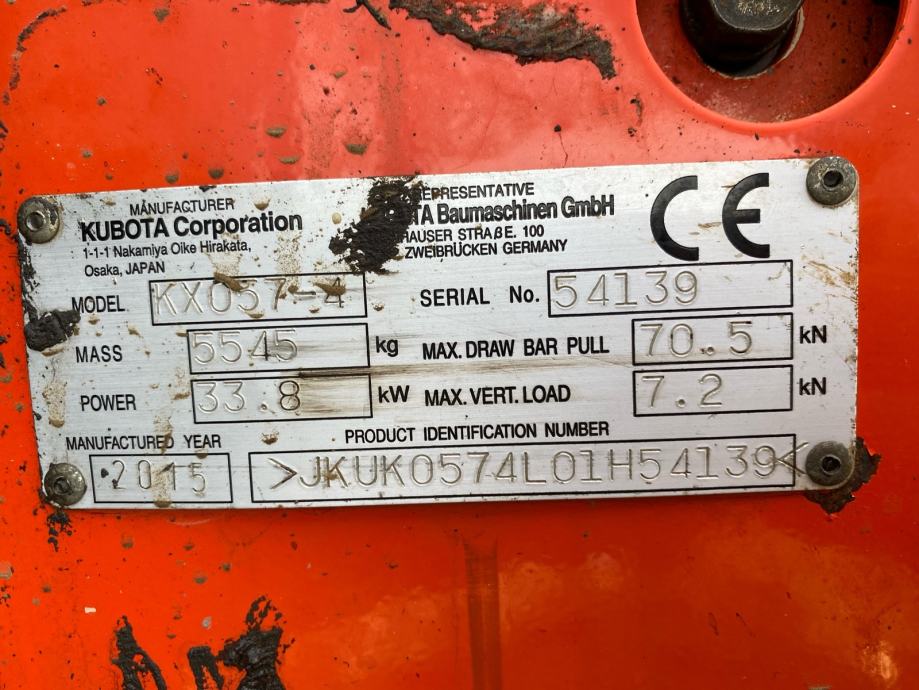 MANUFACTURER
KUBOTA Corporation
1-1-1 Nakamiya Oike Hirakata,
Osaka, JAPAN
REPRESENTATIVE
TA Baumaschinen GmbH
HAUSER STRAßE. 100
ZWEIBRÜCKEN GERMANY
CE
MODEL KX057-4 SERIAL No. 54139
MASS 5545 kg MAX. DRAW BAR PULL 70.5 kN
POWER 33.8 kW MAX. VERT. LOAD 7.2 kN
MANUFACTURED YEAR PRODUCT IDENTIFICATION NUMBER
2015 >JKUK0574L01H54139<